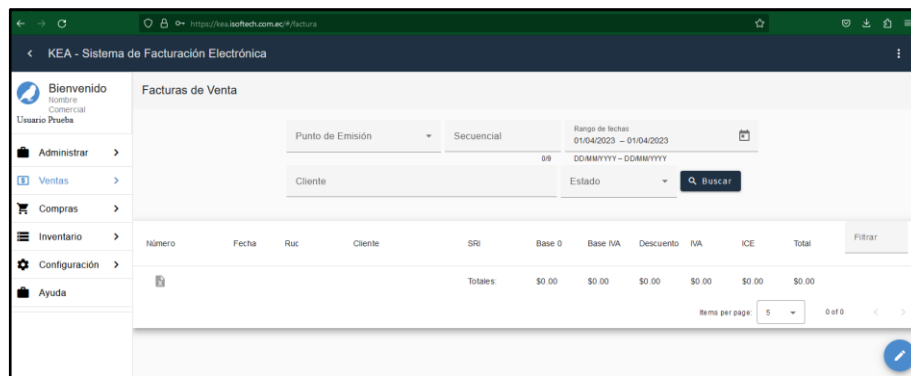 https://kea.isoftech.com.ec/#/factura
KEA - Sistema de Facturación Electrónica
Bienvenido
Nombre
Comercial
Usuario Prueba
Administrar
Ventas
Compras
Inventario
Configuración
Ayuda
Facturas de Venta
Punto de Emisión
Secuencial
0/9
Rango de fechas
01/04/2023 – 01/04/2023
DD/MM/YYYY – DD/MM/YYYY
Cliente
Estado
Buscar
Número Fecha Ruc Cliente SRI Base 0 Base IVA Descuento IVA ICE Total Filtrar
Totales: $0.00 $0.00 $0.00 $0.00 $0.00 $0.00
Items per page: 5 0 of 0